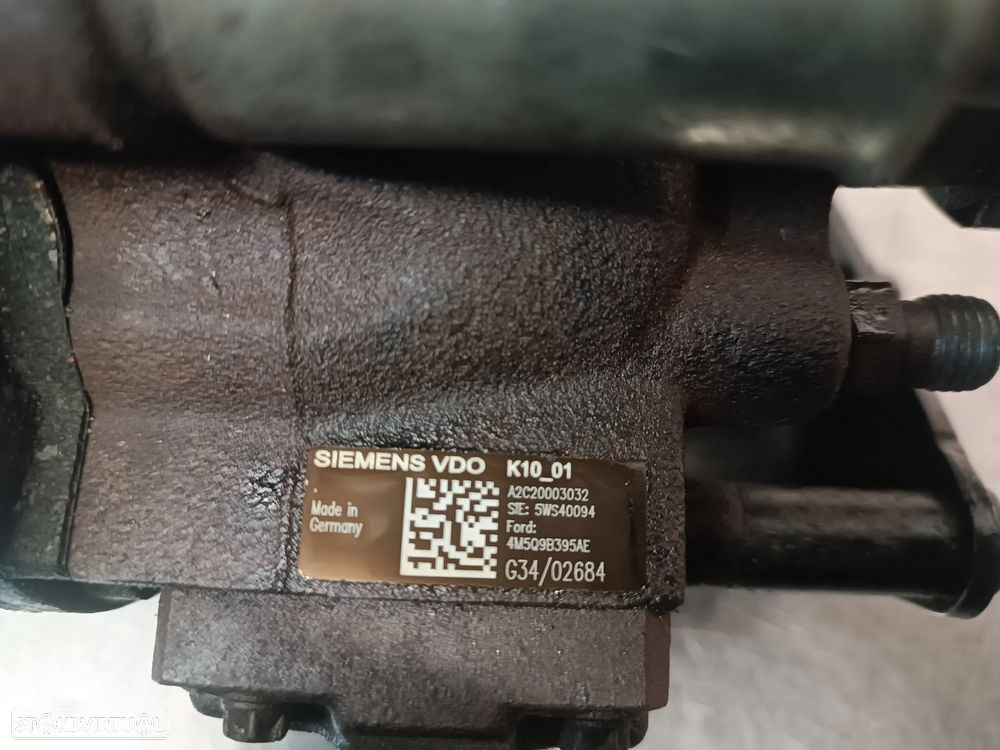 SIEMENS VDO K10_01
A2C20003032
SIE: 5WS40094
Made in
Germany
Ford:
4M5Q9B395AE
G34/02684
STANDVIRTUAL